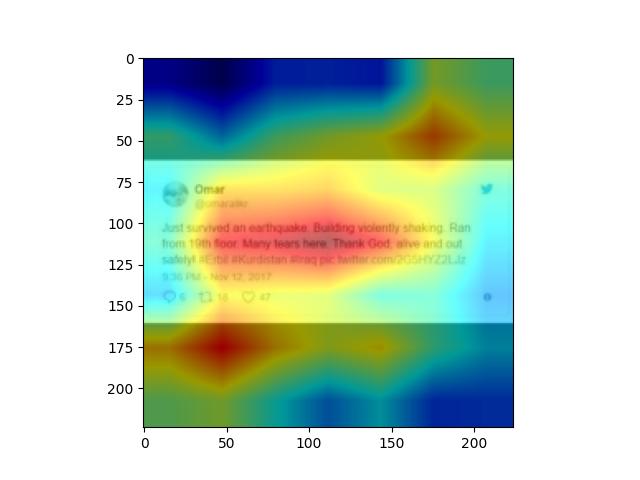 0
25
50
75
100
125
150
175
200
Omar
@omaralikr
Just survived an earthquake. Building violently shaking. Ran
from 19th floor. Many tears here. Thank God, alive and out
safely! #Erbil #Kurdistan #Iraq pic.twitter.com/2G5HYZ2LJz
9:36 PM - Nov 12, 2017
6 18 47
0 50 100 150 200